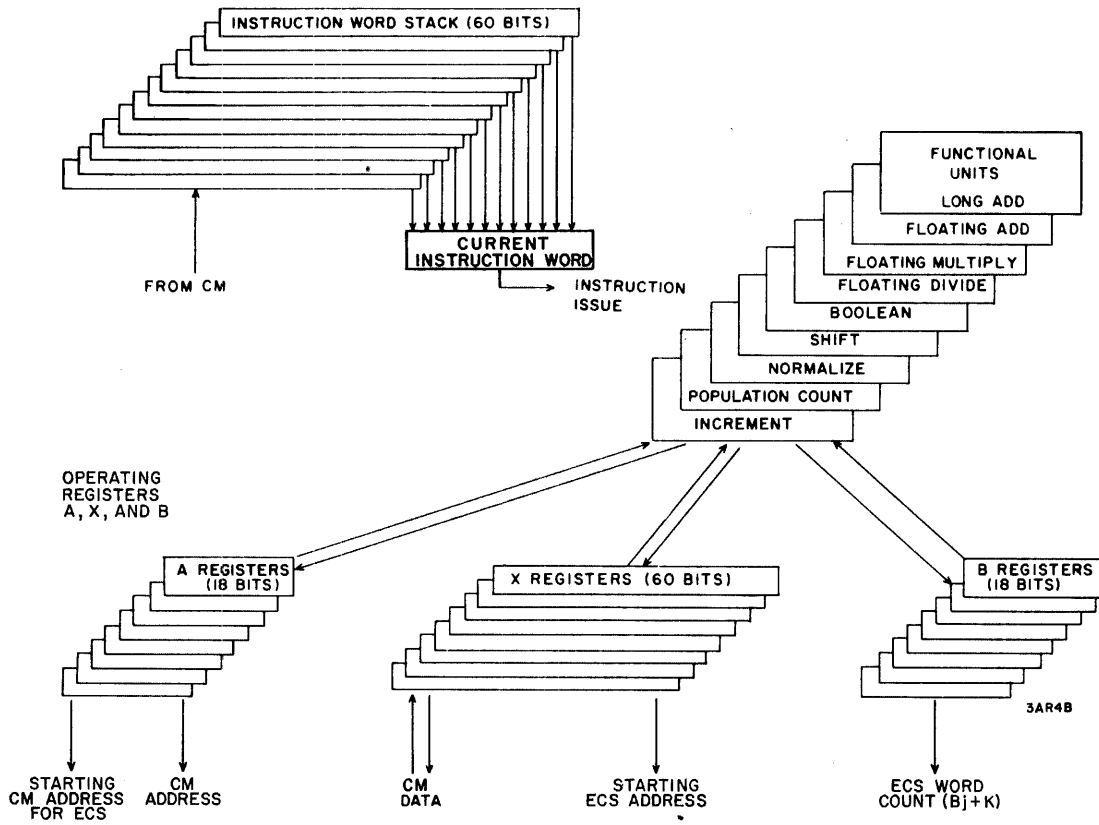 INSTRUCTION WORD STACK (60 BITS)
FROM CM
CURRENT
INSTRUCTION WORD
INSTRUCTION
ISSUE
FUNCTIONAL
UNITS
LONG ADD
FLOATING ADD
FLOATING MULTIPLY
FLOATING DIVIDE
BOOLEAN
SHIFT
NORMALIZE
POPULATION COUNT
INCREMENT
OPERATING
REGISTERS
A, X, AND B
A REGISTERS
(18 BITS)
X REGISTERS (60 BITS)
B REGISTERS
(18 BITS)
3AR4B
STARTING
CM ADDRESS
FOR ECS
CM
ADDRESS
CM
DATA
STARTING
ECS ADDRESS
ECS WORD
COUNT (Bj+K)